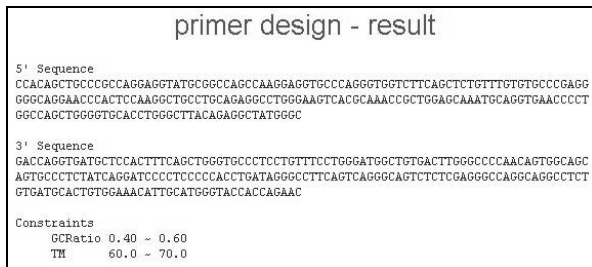 primer design - result
5' Sequence
CCACAGCTGCCCGCCAGGAGGTATGCGGCCAGCCAAGGAGGTGCCCAGGGTGGTCTTCAGCTCTGTTTGTGTGCCCGAGG
GGGCAGGAACCCACTCCAAGGCTGCCTGCAGAGGCCTGGGAAGTCACGCAAACCGCTGGAGCAAATGCAGGTGAACCCCT
GGCCAGCTGGGGTGCACCTGGGCTTACAGAGGCTATGGGC
3' Sequence
GACCAGGTGATGCTCCACTTTCAGCTGGGTGCCCTCCTGTTTCCTGGGATGGCTGTGACTTGGGCCCCAACAGTGGCAGC
AGTGCCCTCTATCAGGATCCCCTCCCCCACCTGATAGGGCCTTCAGTCAGGGCAGTCTCTCGAGGGCCAGGCAGGCCTCT
GTGATGCACTGTGGAAACATTGCATGGGTACCACCAGAAC
Constraints
GCRatio 0.40 ~ 0.60
TM 60.0 ~ 70.0